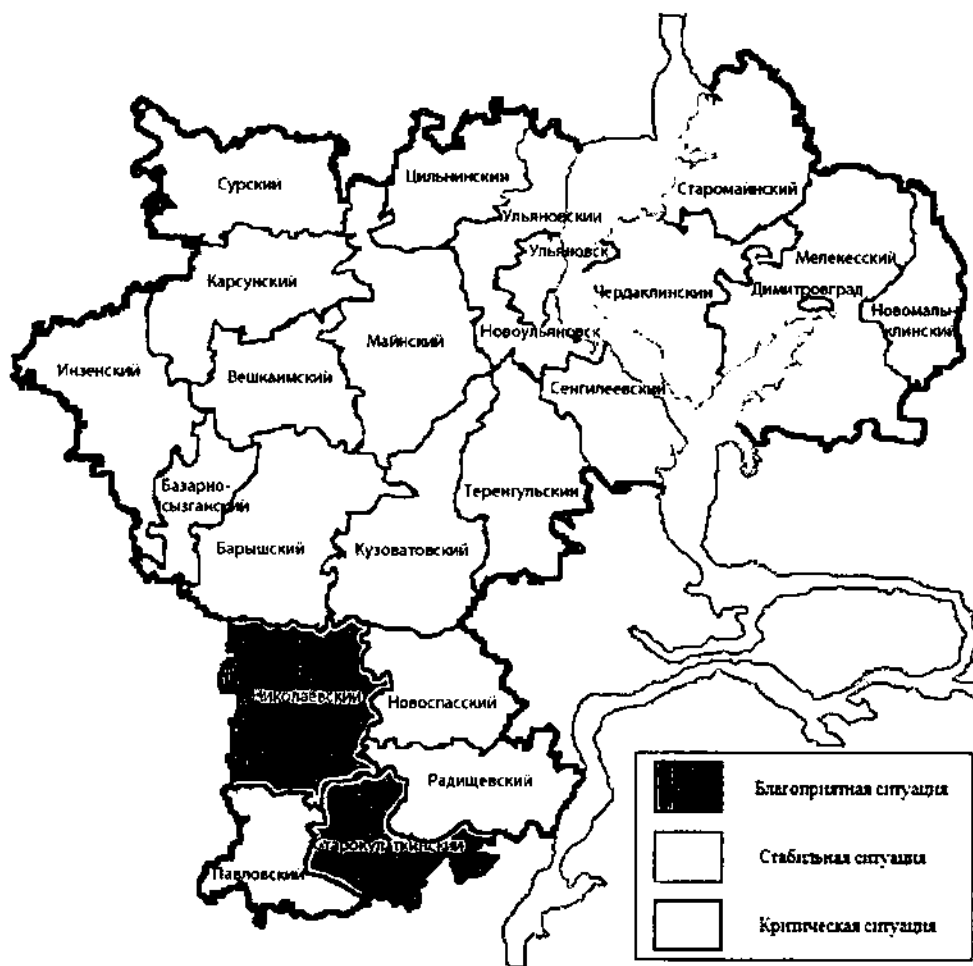 Сурский
Цильнинский
Старомайнский
Ульяновский
Ульяновск
Мелекесский
Карсунский
Чердаклинский
Димитровград
Новомалы-
клинский
Майнский
Новоульяновск
Инзенский
Вешкаимский
Сенгилеевский
Базарно-
сызганский
Теренгульский
Барышский
Кузоватовский
Николаевский
Новоспасский
Радищевский
Павловский
Благоприятная ситуация
Стабильная ситуация
Критическая ситуация